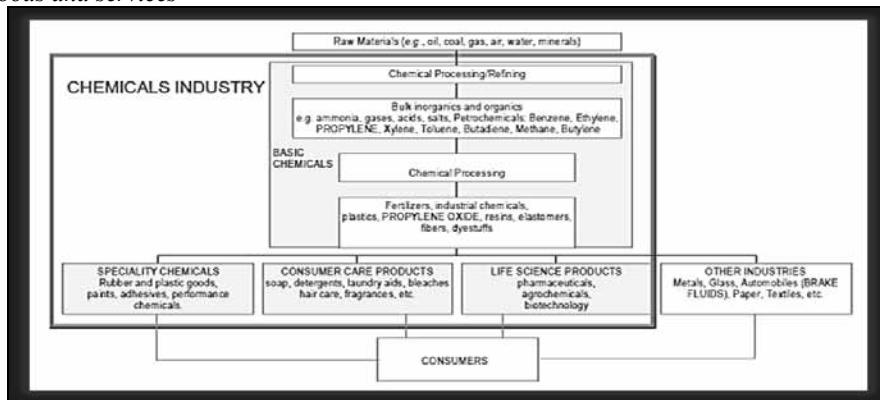 oods and services
Raw Materials (e.g., oil, coal, gas, air, water, minerals)
CHEMICALS INDUSTRY
Chemical Processing/Refining
Bulk inorganics and organics
e.g. ammonia, gases, acids, salts, Petrochemicals: Benzene, Ethylene,
PROPYLENE, Xylene, Toluene, Butadiene, Methane, Butylene
BASIC
CHEMICALS
Chemical Processing
Fertilizers, industrial chemicals,
plastics, PROPYLENE OXIDE, resins, elastomers,
fibers, dyestuffs
SPECIALITY CHEMICALS
Rubber and plastic goods,
paints, adhesives, performance
chemicals.
CONSUMER CARE PRODUCTS
soap, detergents, laundry aids, bleaches
hair care, fragrances, etc.
LIFE SCIENCE PRODUCTS
pharmaceuticals,
agrochemicals,
biotechnology
OTHER INDUSTRIES
Metals, Glass, Automobiles (BRAKE
FLUIDS), Paper, Textiles, etc.
CONSUMERS